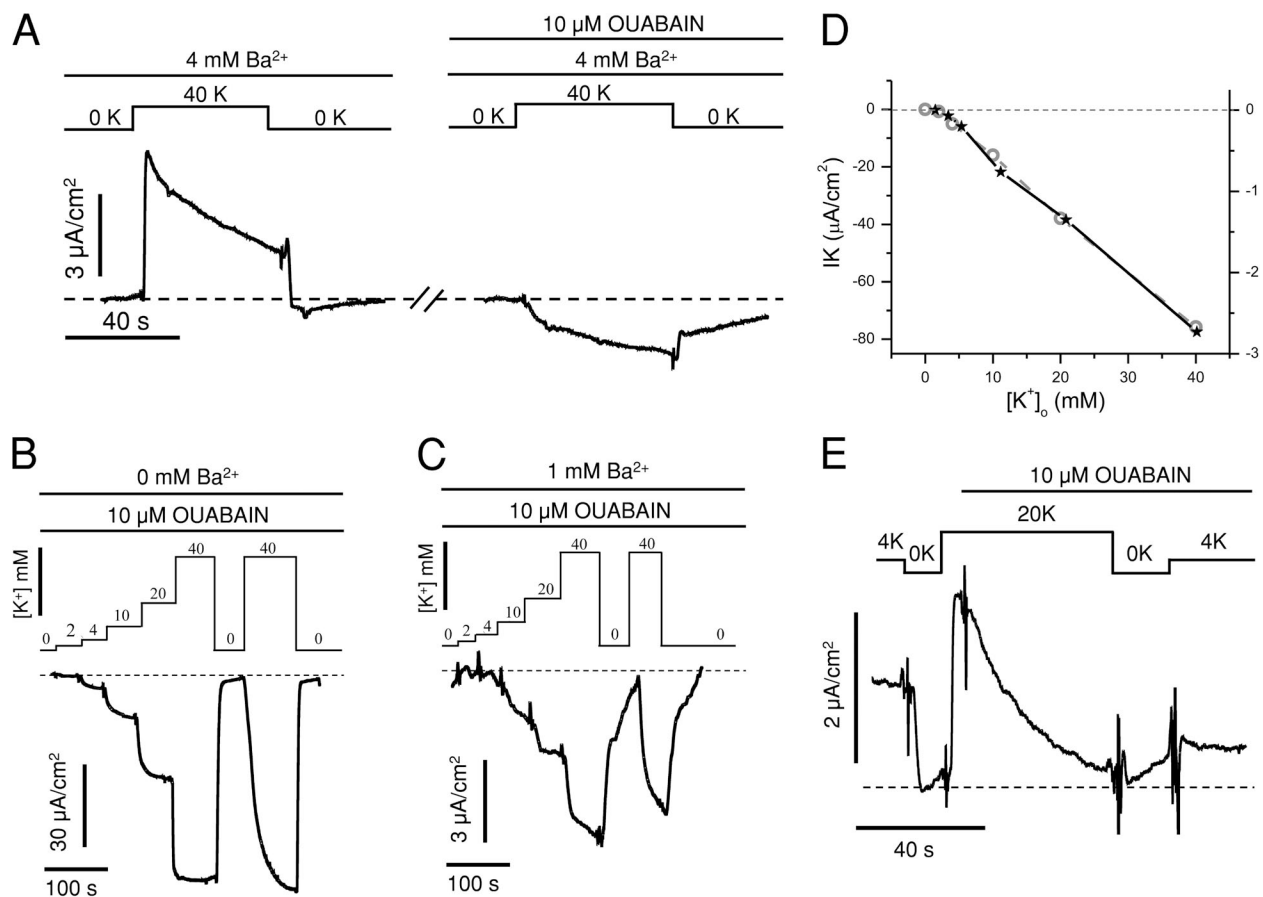 A
4 mM Ba²⁺
40 K
0 K
0 K
3 µA/cm²
40 s
10 µM OUABAIN
4 mM Ba²⁺
40 K
0 K
0 K
D
0
-20
-40
-60
-80
IK (µA/cm²)
0
-1
-2
-3
0 10 20 30 40
[K⁺]ₒ (mM)
B
0 mM Ba²⁺
10 µM OUABAIN
[K⁺] mM
0 2 4 10 20 40 0 40 0
30 µA/cm²
100 s
C
1 mM Ba²⁺
10 µM OUABAIN
[K⁺] mM
0 2 4 10 20 40 0 40 0
3 µA/cm²
100 s
E
10 µM OUABAIN
20K
4K 0K 0K 4K
2 µA/cm²
40 s